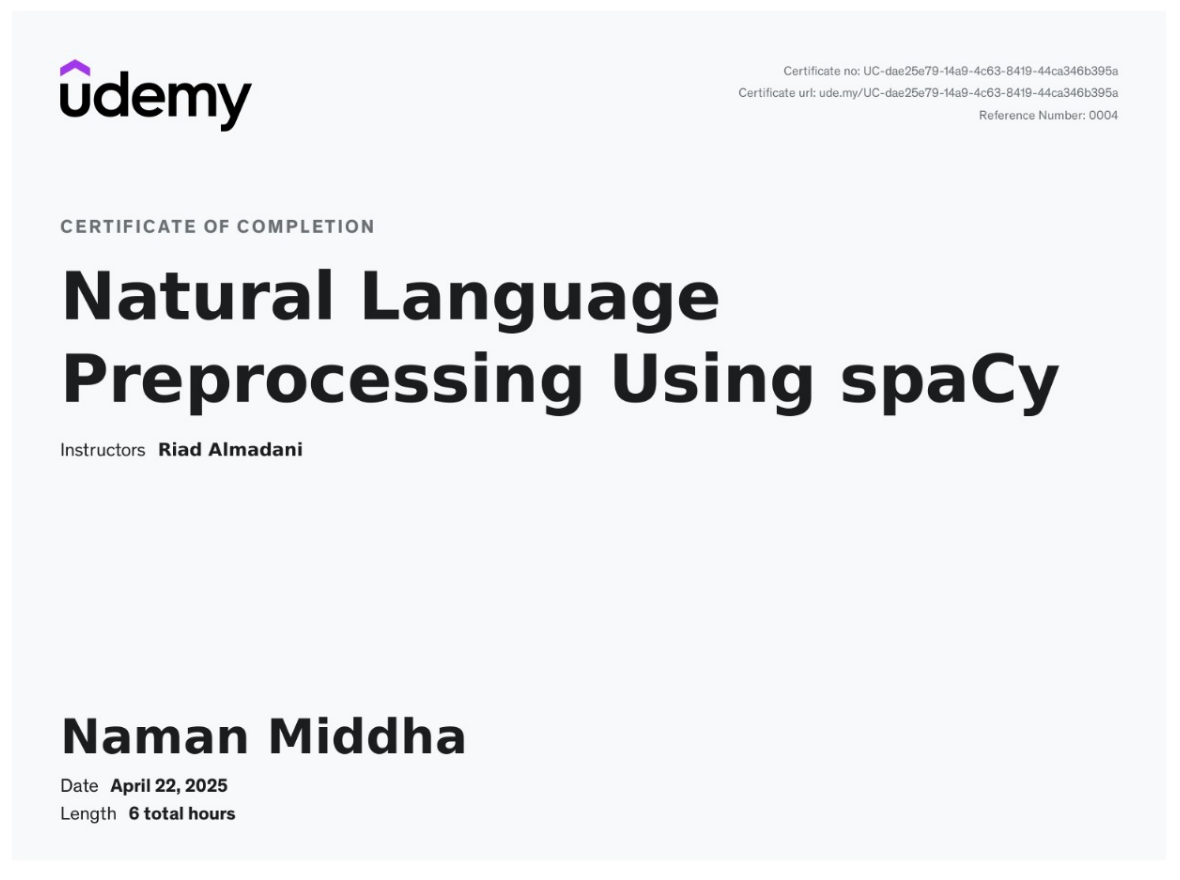 udemy
Certificate no: UC-dae25e79-14a9-4c63-8419-44ca346b395a
Certificate url: ude.my/UC-dae25e79-14a9-4c63-8419-44ca346b395a
Reference Number: 0004
CERTIFICATE OF COMPLETION
Natural Language
Preprocessing Using spaCy
Instructors Riad Almadani
Naman Middha
Date April 22, 2025
Length 6 total hours